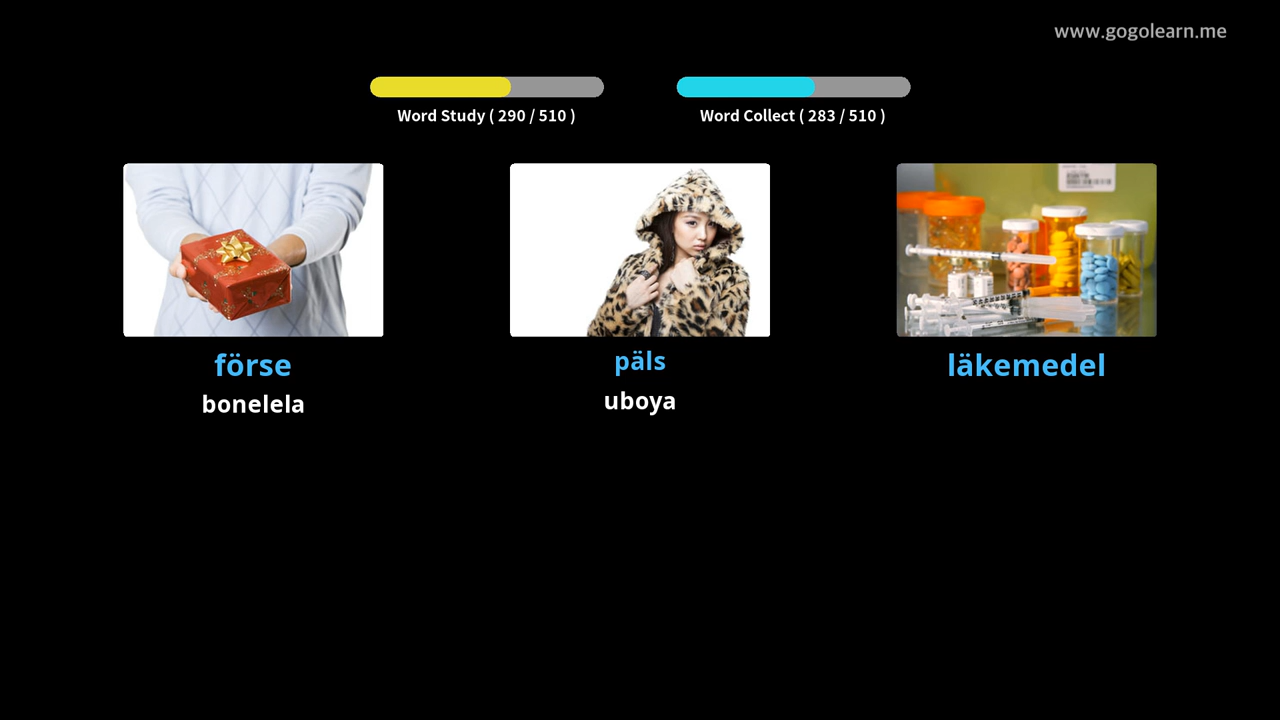 www.gogolearn.me
Word Study ( 290 / 510 )
Word Collect ( 283 / 510 )
förse
bonelela
päls
uboya
läkemedel